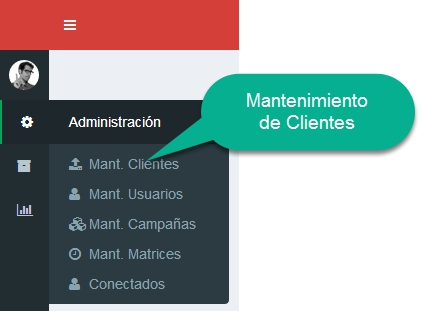 Mantenimiento
de Clientes
Administración
Mant. Clientes
Mant. Usuarios
Mant. Campañas
Mant. Matrices
Conectados